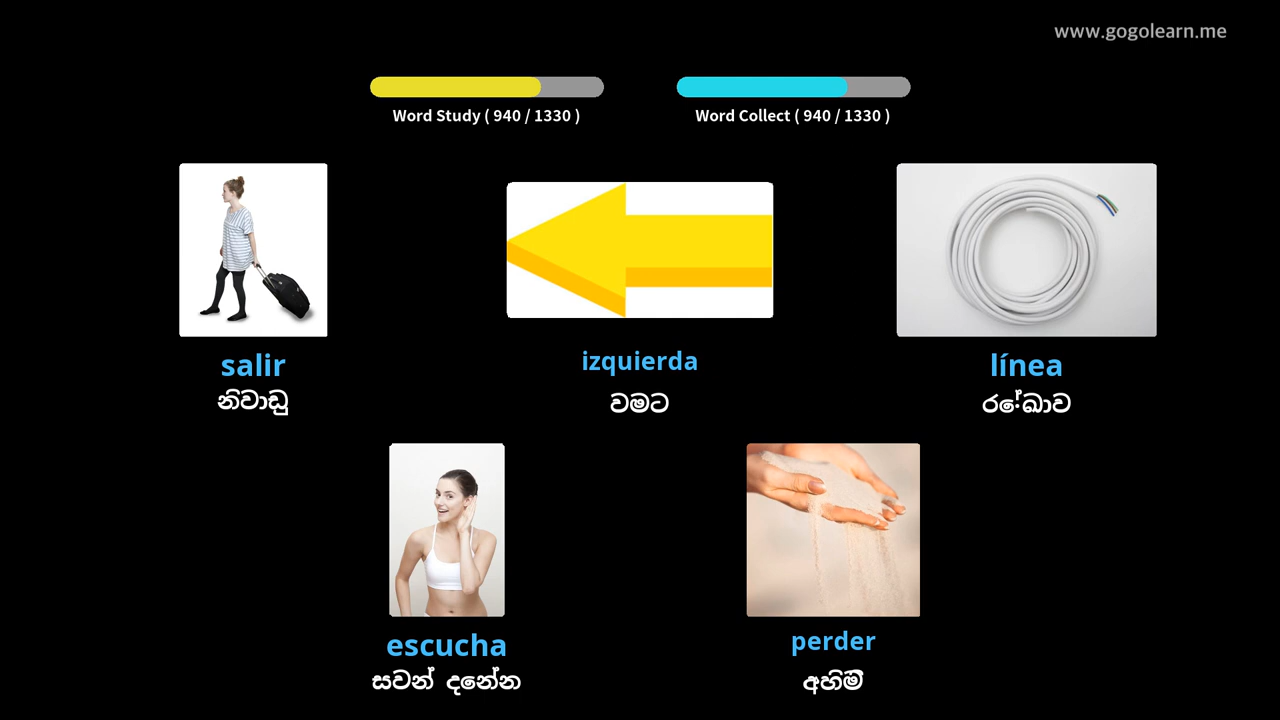 www.gogolearn.me
Word Study ( 940 / 1330 )
Word Collect ( 940 / 1330 )
salir
නිවාඩු
izquierda
වමට
línea
රේඛාව
escucha
සවන් දෙන්න
perder
අහිමි